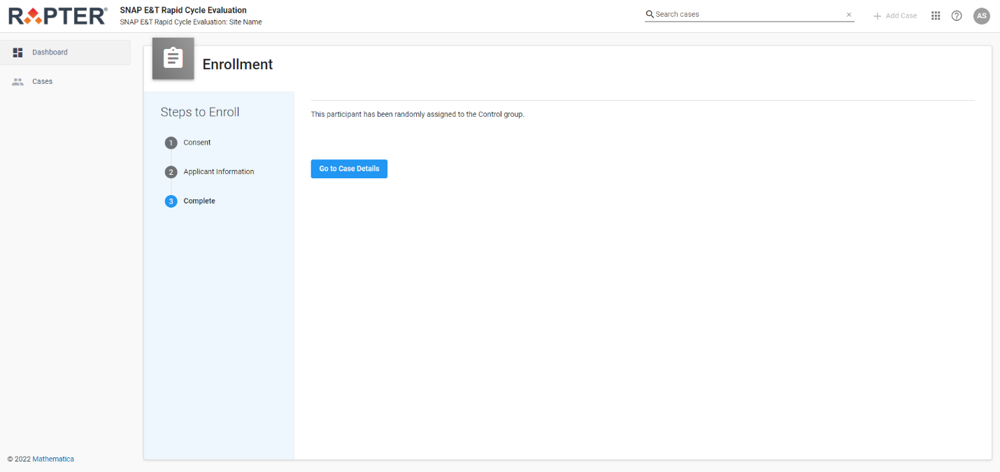 RAPTER®
SNAP E&T Rapid Cycle Evaluation
SNAP E&T Rapid Cycle Evaluation: Site Name
Search cases
Add Case
AS
Dashboard
Cases
Enrollment
Steps to Enroll
1 Consent
2 Applicant Information
3 Complete
This participant has been randomly assigned to the Control group.
Go to Case Details
© 2022 Mathematica